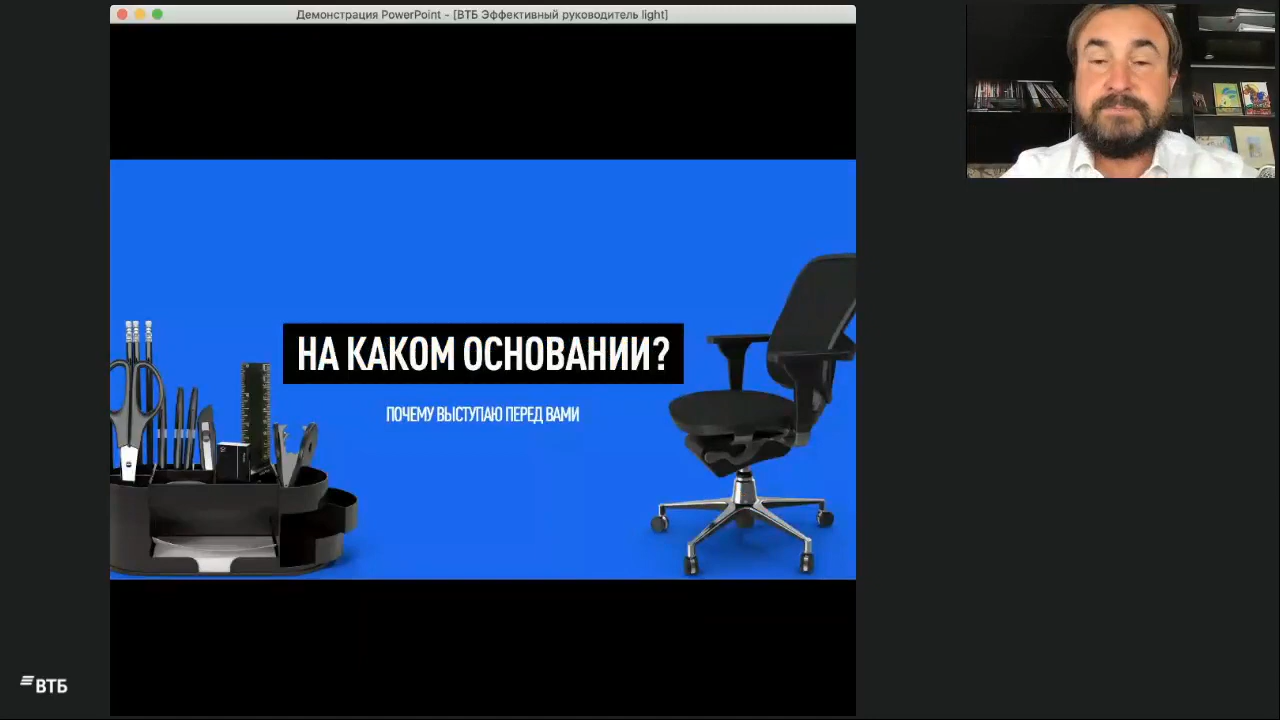 Демонстрация PowerPoint - [ВТБ Эффективный руководитель light]
НА КАКОМ ОСНОВАНИИ?
ПОЧЕМУ ВЫСТУПАЮ ПЕРЕД ВАМИ
ВТБ